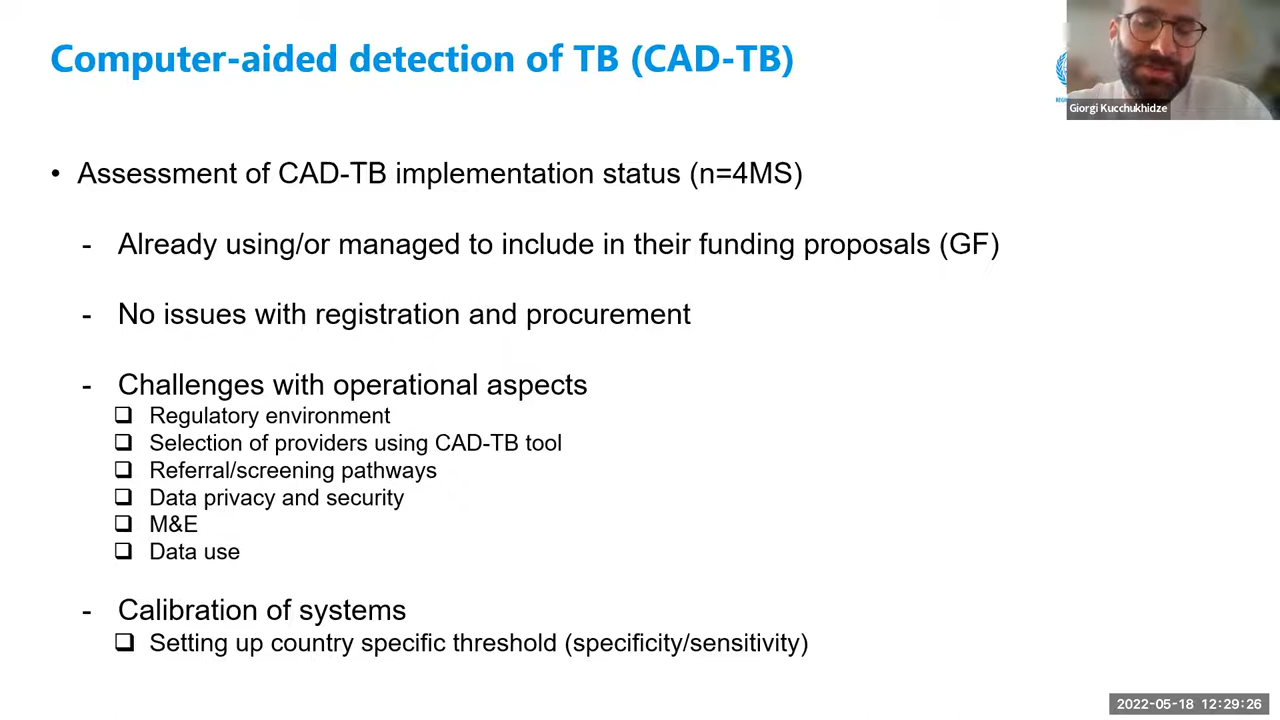 Computer-aided detection of TB (CAD-TB)
Giorgi Kucchukhidze
• Assessment of CAD-TB implementation status (n=4MS)
- Already using/or managed to include in their funding proposals (GF)
- No issues with registration and procurement
- Challenges with operational aspects
❑ Regulatory environment
❑ Selection of providers using CAD-TB tool
❑ Referral/screening pathways
❑ Data privacy and security
❑ M&E
❑ Data use
- Calibration of systems
❑ Setting up country specific threshold (specificity/sensitivity)
2022-05-18 12:29:26